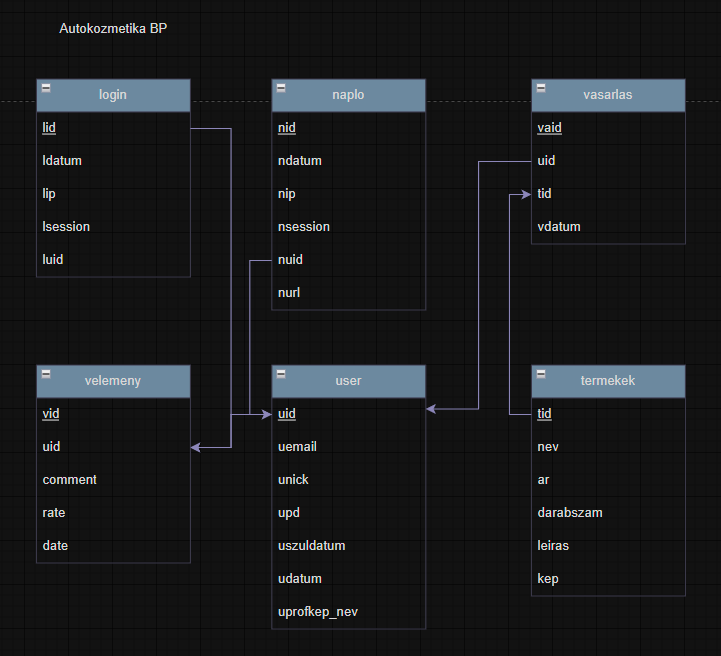 Autokozmetika BP
login
lid
ldatum
lip
lsession
luid
naplo
nid
ndatum
nip
nsession
nuid
nurl
vasarlas
vaid
uid
tid
vdatum
velemeny
vid
uid
comment
rate
date
user
uid
uemail
unick
upd
uszuldatum
udatum
uprofkep_nev
termekek
tid
nev
ar
darabszam
leiras
kep